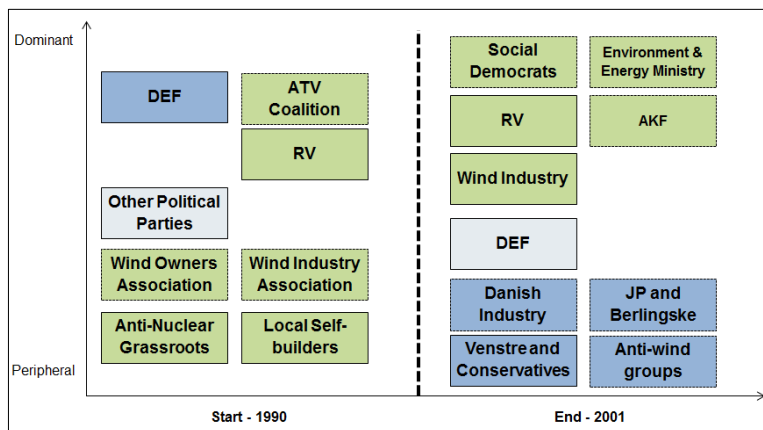 Dominant
DEF
ATV
Coalition
RV
Other Political
Parties
Wind Owners
Association
Wind Industry
Association
Anti-Nuclear
Grassroots
Local Self-
builders
Peripheral
Start - 1990
Social
Democrats
Environment &
Energy Ministry
RV
AKF
Wind Industry
DEF
Danish
Industry
JP and
Berlingske
Venstre and
Conservatives
Anti-wind
groups
End - 2001